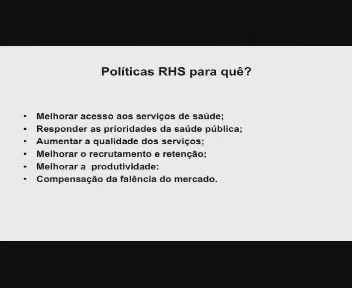 Políticas RHS para quê?
• Melhorar acesso aos serviços de saúde;
• Responder as prioridades da saúde pública;
• Aumentar a qualidade dos serviços;
• Melhorar o recrutamento e retenção;
• Melhorar a produtividade:
• Compensação da falência do mercado.